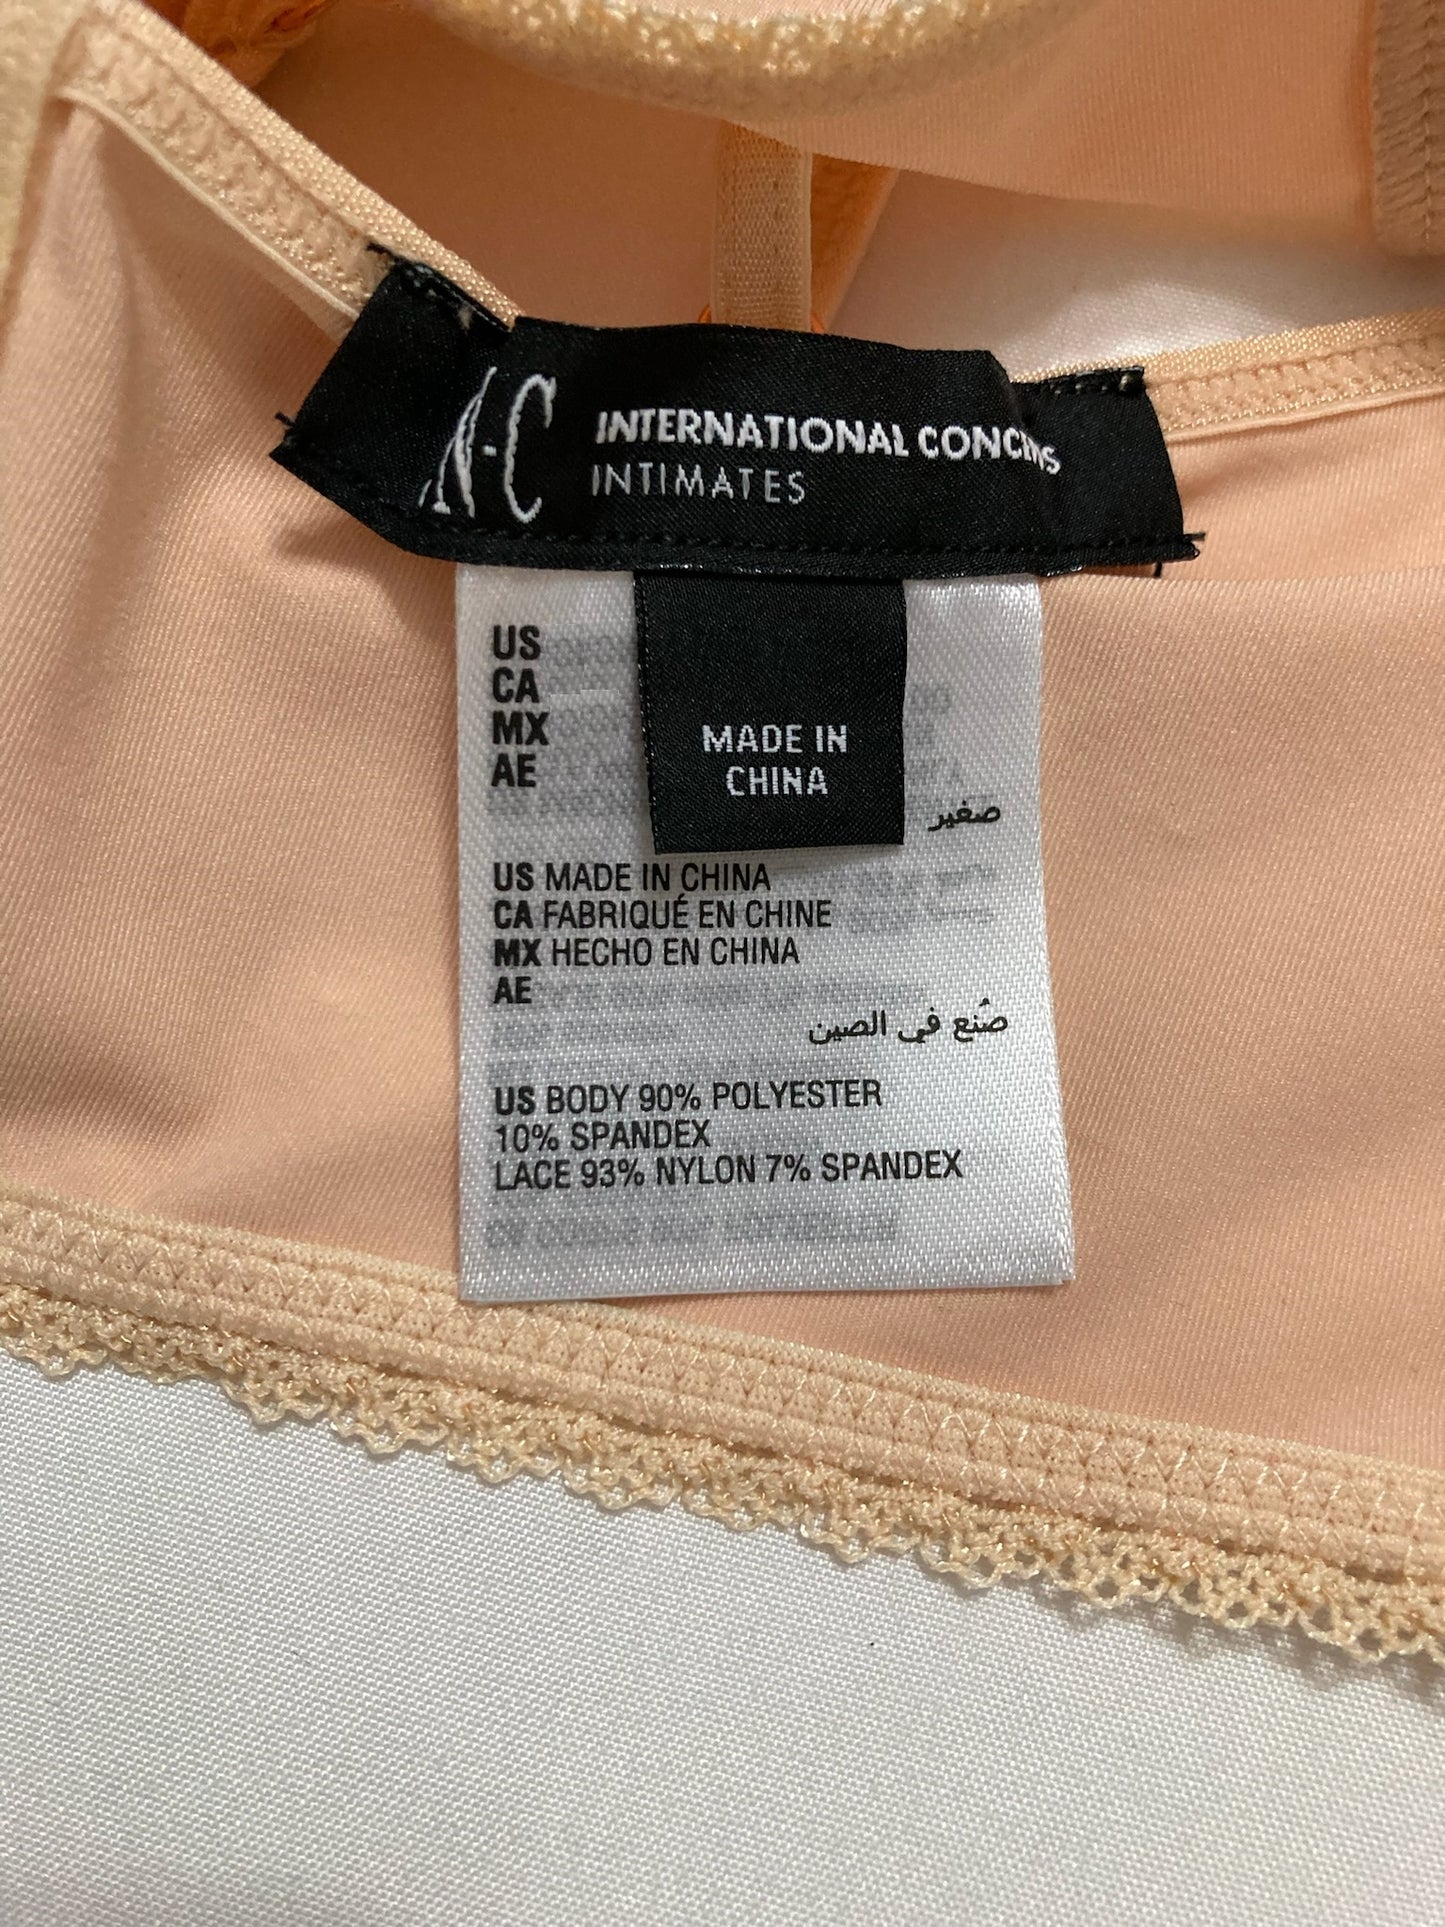 INTERNATIONAL CONCEPTS
INTIMATES
US
CA
MX
AE
MADE IN
CHINA
صغير
US MADE IN CHINA
CA FABRIQUÉ EN CHINE
MX HECHO EN CHINA
AE
صُنع في الصين
US BODY 90% POLYESTER
10% SPANDEX
LACE 93% NYLON 7% SPANDEX